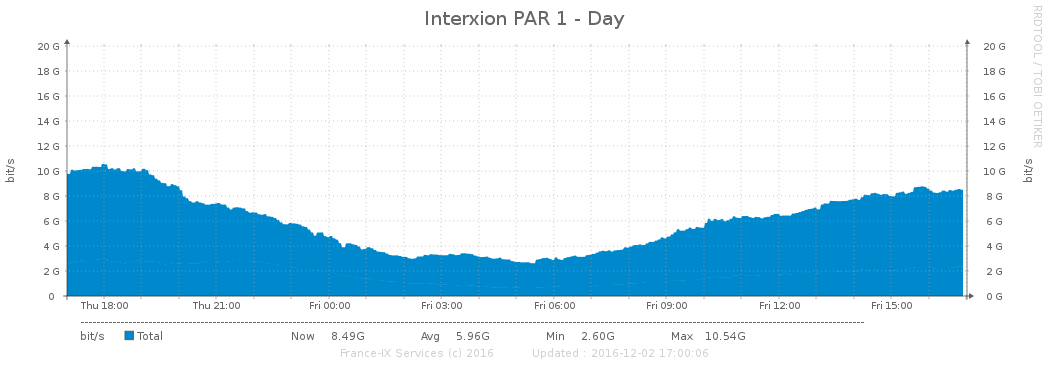 Interxion PAR 1 - Day
RRDTOOL / TOBI OETIKER
bit/s
20 G 20 G
18 G 18 G
16 G 16 G
14 G 14 G
12 G 12 G
10 G 10 G
8 G 8 G
6 G 6 G
4 G 4 G
2 G 2 G
0 0 G
bit/s
Thu 18:00 Thu 21:00 Fri 00:00 Fri 03:00 Fri 06:00 Fri 09:00 Fri 12:00 Fri 15:00
bit/s Total Now 8.49G Avg 5.96G Min 2.60G Max 10.54G
France-IX Services (c) 2016 Updated : 2016-12-02 17:00:06